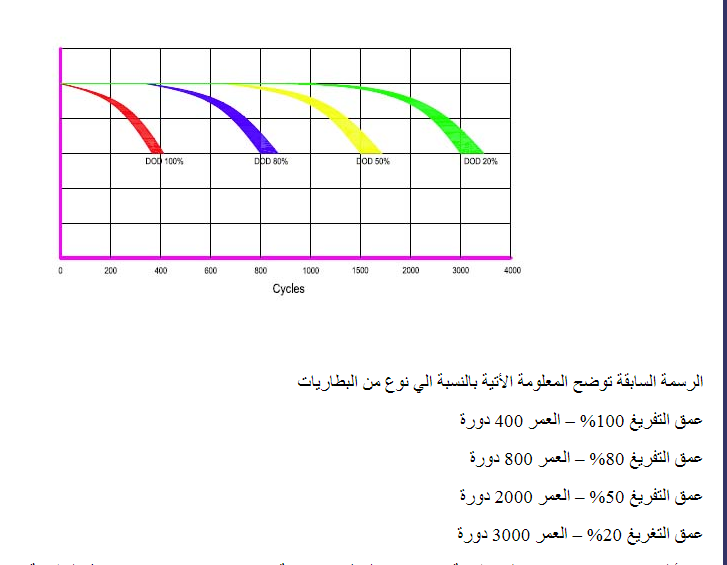 DOD 100% DOD 80% DOD 50% DOD 20%
0 200 400 600 800 1000 1500 2000 3000 4000
Cycles
الرسمة السابقة توضح المعلومة الأتية بالنسبة الي نوع من البطاريات
عمق التفريغ 100% – العمر 400 دورة
عمق التفريغ 80% – العمر 800 دورة
عمق التفريغ 50% – العمر 2000 دورة
عمق التغريغ 20% – العمر 3000 دورة